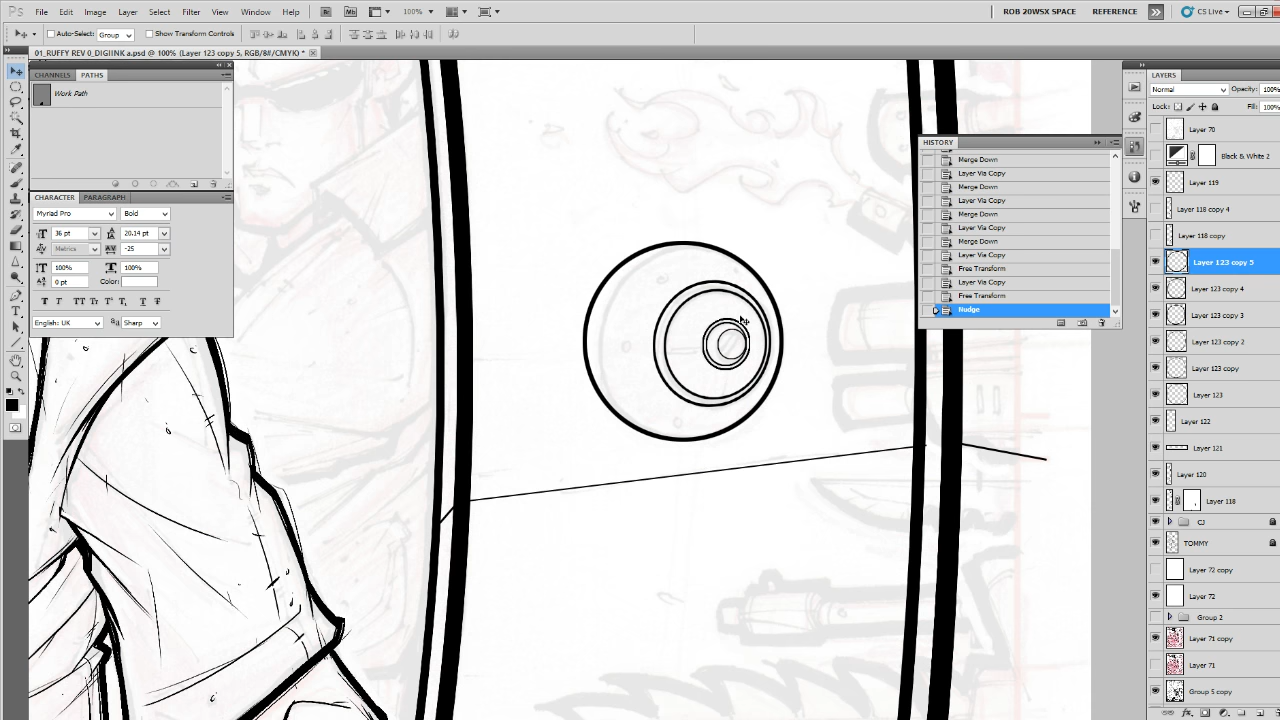 Ps File Edit Image Layer Select Filter Analysis View Window Help Br Mb 100% ROB 20WSX SPACE REFERENCE CS Live
Auto-Select: Group Show Transform Controls
01_RUFFY REV 0_DIGIINK a.psd @ 100% (Layer 123 copy 5, RGB/8#/CMYK) *
CHANNELS PATHS
Work Path
CHARACTER PARAGRAPH
Myriad Pro Bold
36 pt 20,14 pt
Metrics -25
100% 100%
0 pt Color:
English: UK Sharp
HISTORY
Merge Down
Layer Via Copy
Merge Down
Layer Via Copy
Merge Down
Layer Via Copy
Merge Down
Layer Via Copy
Free Transform
Layer Via Copy
Free Transform
Nudge
LAYERS
Normal Opacity: 100%
Lock: Fill: 100%
Layer 70
Black & White 2
Layer 119
Layer 118 copy 4
Layer 118 copy
Layer 123 copy 5
Layer 123 copy 4
Layer 123 copy 3
Layer 123 copy 2
Layer 123 copy
Layer 123
Layer 122
Layer 121
Layer 120
Layer 118
CJ
TOMMY
Layer 72 copy
Layer 72
Group 2
Layer 71 copy
Layer 71
Group 5 copy